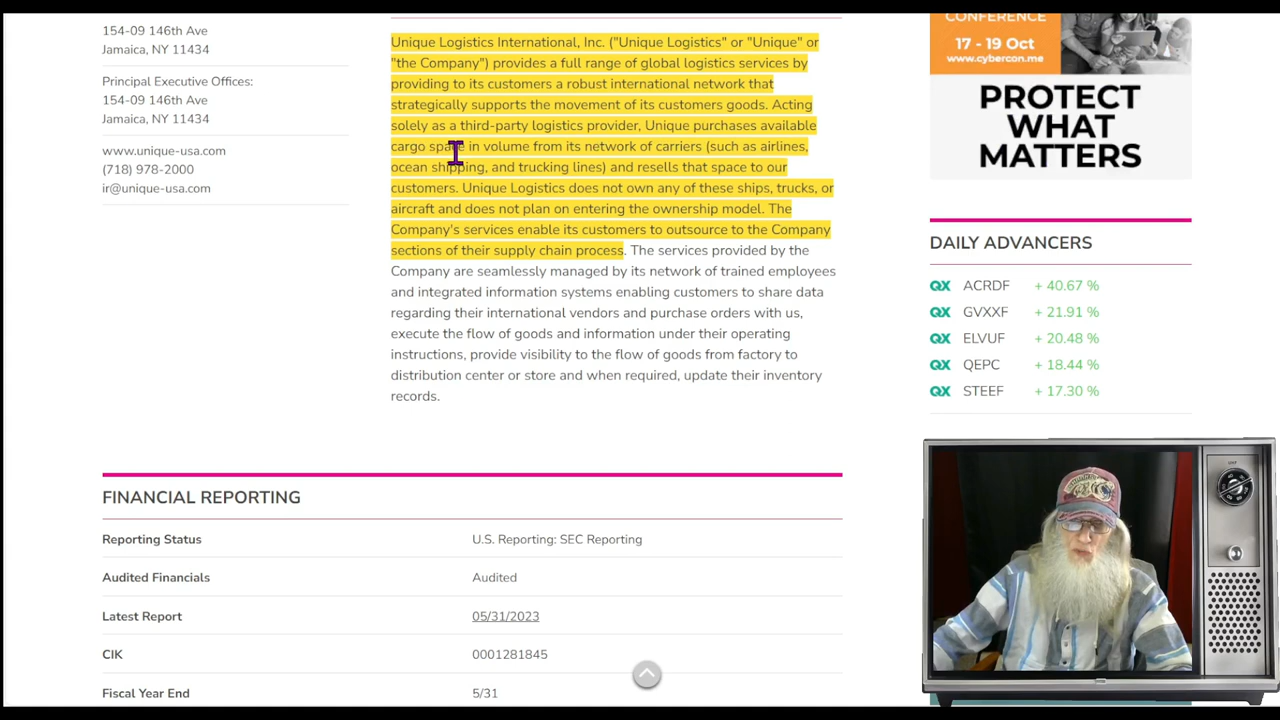 154-09 146th Ave
Jamaica, NY 11434
Principal Executive Offices:
154-09 146th Ave
Jamaica, NY 11434
www.unique-usa.com
(718) 978-2000
ir@unique-usa.com
Unique Logistics International, Inc. ("Unique Logistics" or "Unique" or
"the Company") provides a full range of global logistics services by
providing to its customers a robust international network that
strategically supports the movement of its customers goods. Acting
solely as a third-party logistics provider, Unique purchases available
cargo space in volume from its network of carriers (such as airlines,
ocean shipping, and trucking lines) and resells that space to our
customers. Unique Logistics does not own any of these ships, trucks, or
aircraft and does not plan on entering the ownership model. The
Company's services enable its customers to outsource to the Company
sections of their supply chain process. The services provided by the
Company are seamlessly managed by its network of trained employees
and integrated information systems enabling customers to share data
regarding their international vendors and purchase orders with us,
execute the flow of goods and information under their operating
instructions, provide visibility to the flow of goods from factory to
distribution center or store and when required, update their inventory
records.
FINANCIAL REPORTING
Reporting Status U.S. Reporting: SEC Reporting
Audited Financials Audited
Latest Report 05/31/2023
CIK 0001281845
Fiscal Year End 5/31
CONFERENCE
17 - 19 Oct
www.cybercon.me
PROTECT
WHAT
MATTERS
DAILY ADVANCERS
QX ACRDF + 40.67 %
QX GVXXF + 21.91 %
QX ELVUF + 20.48 %
QX QEPC + 18.44 %
QX STEEF + 17.30 %